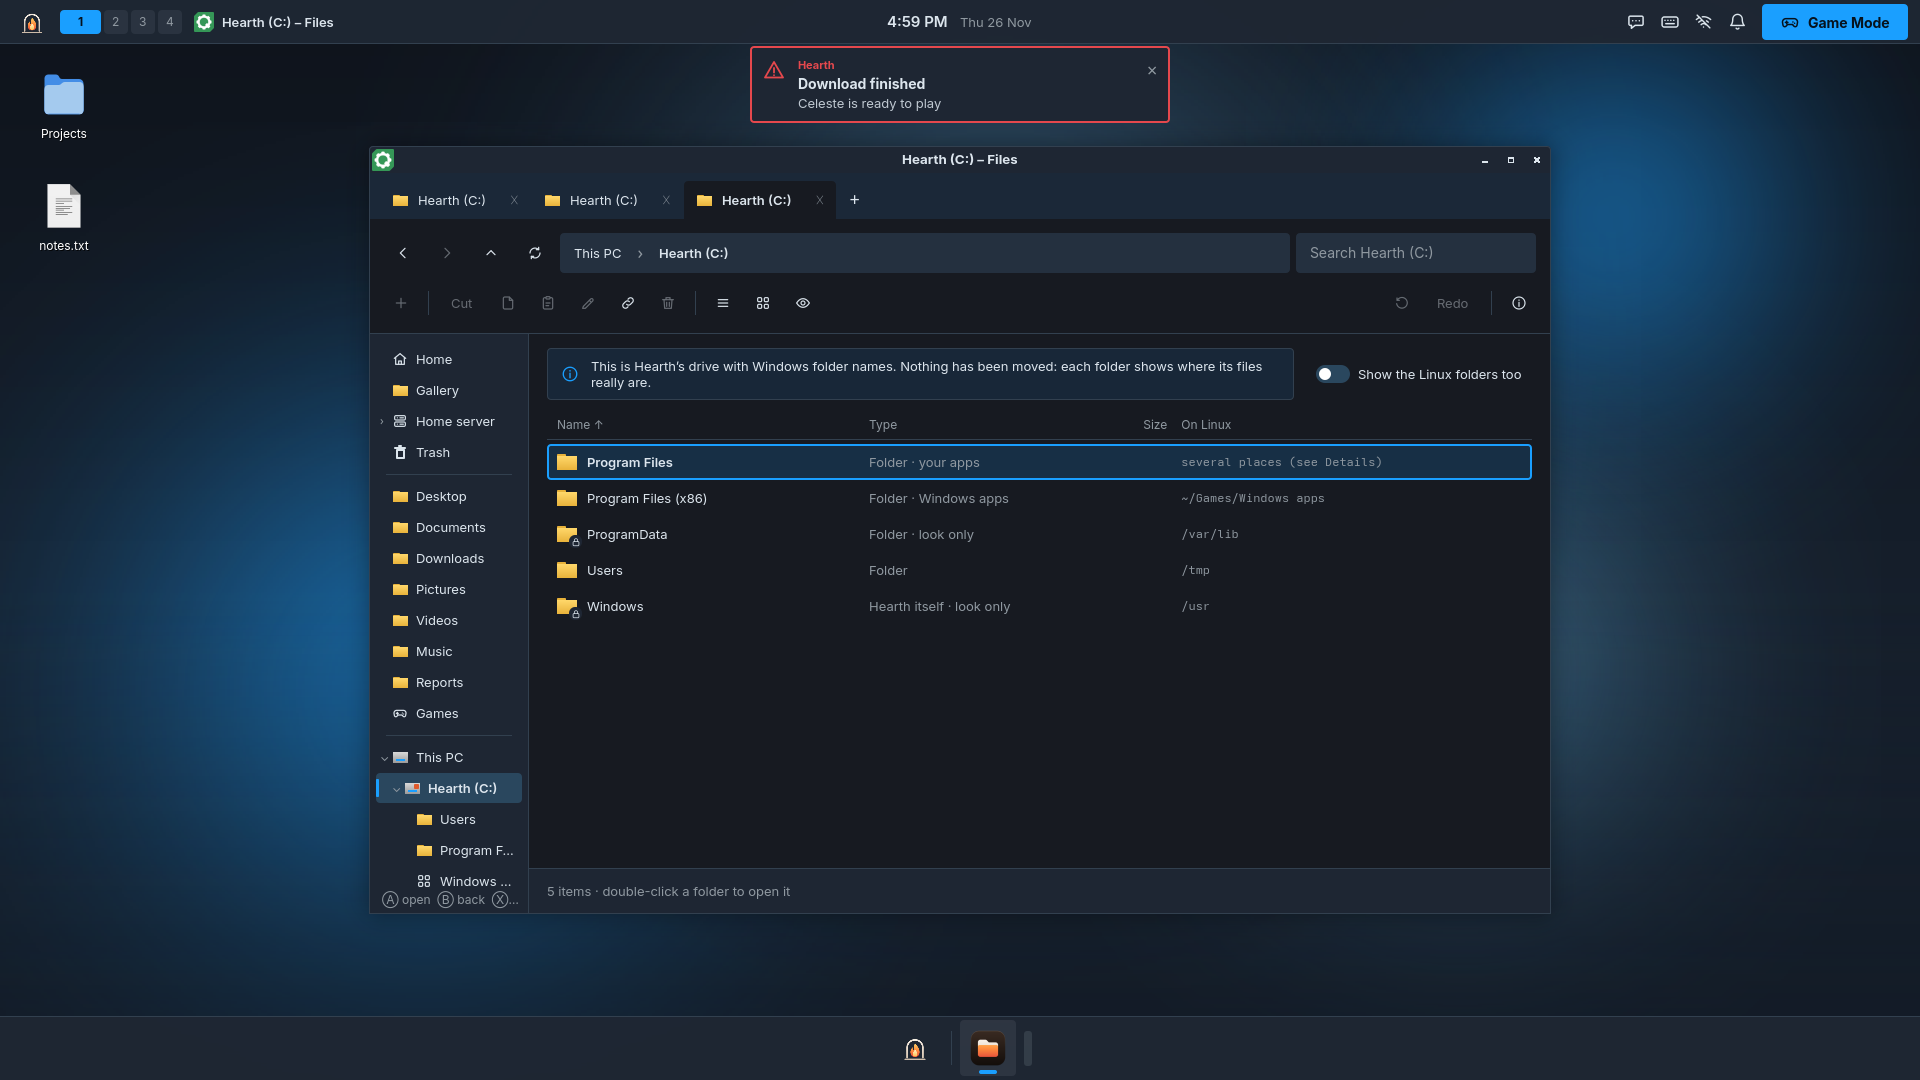 1 2 3 4 Hearth (C:) – Files
4:59 PM Thu 26 Nov
Game Mode
Projects
notes.txt
Hearth
Download finished
Celeste is ready to play
Hearth (C:) – Files
Hearth (C:) X Hearth (C:) X Hearth (C:) X +
This PC › Hearth (C:)
Search Hearth (C:)
Cut
Redo
Home
Gallery
Home server
Trash
Desktop
Documents
Downloads
Pictures
Videos
Music
Reports
Games
This PC
Hearth (C:)
Users
Program F...
Windows ...
A open B back X...
This is Hearth’s drive with Windows folder names. Nothing has been moved: each folder shows where its files
really are.
Show the Linux folders too
Name ↑ Type Size On Linux
Program Files Folder · your apps several places (see Details)
Program Files (x86) Folder · Windows apps ~/Games/Windows apps
ProgramData Folder · look only /var/lib
Users Folder /tmp
Windows Hearth itself · look only /usr
5 items · double-click a folder to open it